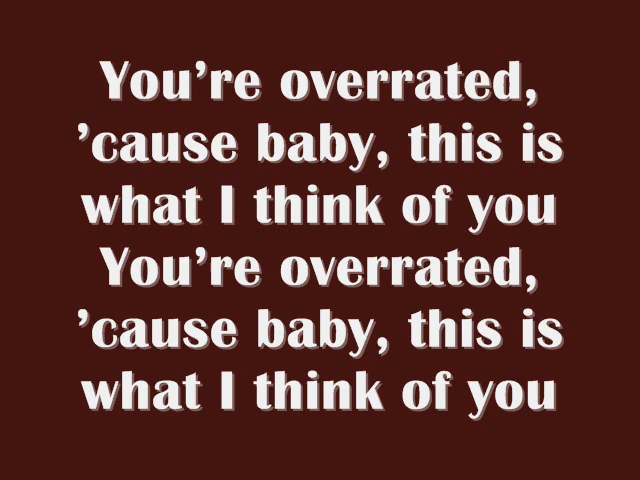 You’re overrated,
’cause baby, this is
what I think of you
You’re overrated,
’cause baby, this is
what I think of you